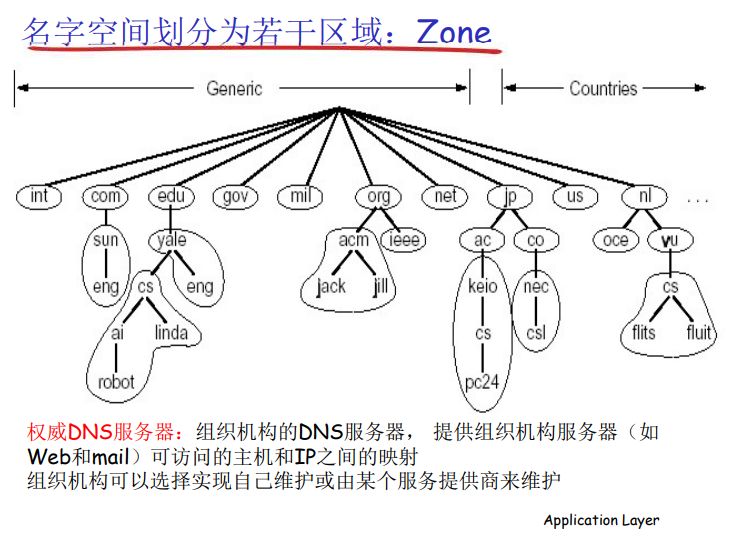 名字空间划分为若干区域：Zone
Generic Countries
int com edu gov mil org net jp us nl ...
sun yale acm ieee ac co oce vu
eng cs eng jack jill keio nec cs
ai linda cs csl flits fluit
robot pc24
权威DNS服务器：组织机构的DNS服务器， 提供组织机构服务器（如
Web和mail）可访问的主机和IP之间的映射
组织机构可以选择实现自己维护或由某个服务提供商来维护
Application Layer